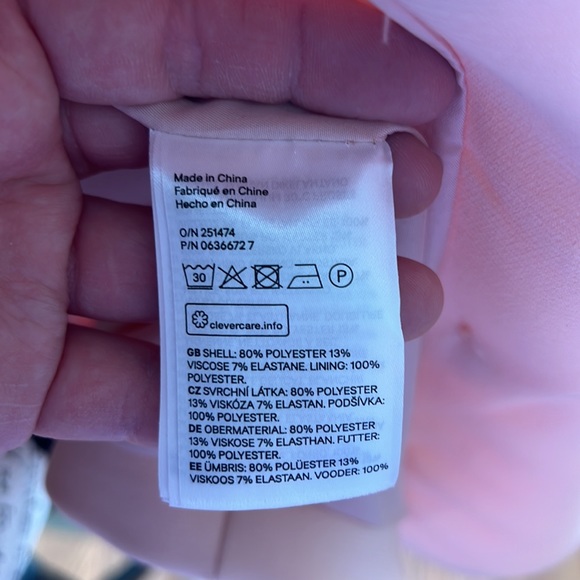 Made in China
Fabriqué en Chine
Hecho en China
O/N 251474
P/N 0636672 7
30
P
clevercare.info
GB SHELL: 80% POLYESTER 13%
VISCOSE 7% ELASTANE. LINING: 100%
POLYESTER.
CZ SVRCHNÍ LÁTKA: 80% POLYESTER
13% VISKÓZA 7% ELASTAN. PODŠÍVKA:
100% POLYESTER.
DE OBERMATERIAL: 80% POLYESTER
13% VISKOSE 7% ELASTHAN. FUTTER:
100% POLYESTER.
EE ÜMBRIS: 80% POLÜESTER 13%
VISKOOS 7% ELASTAAN. VOODER: 100%